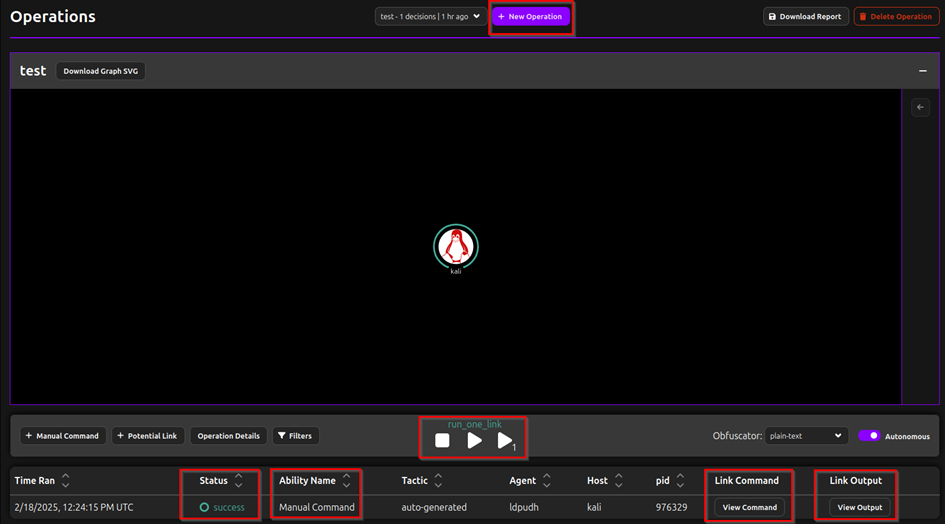 Operations
test - 1 decisions | 1 hr ago
+ New Operation
Download Report
Delete Operation
test
Download Graph SVG
kali
run_one_link
1
+ Manual Command
+ Potential Link
Operation Details
Filters
Obfuscator:
plain-text
Autonomous
Time Ran Status Ability Name Tactic Agent Host pid Link Command Link Output
2/18/2025, 12:24:15 PM UTC success Manual Command auto-generated ldpudh kali 976329 View Command View Output